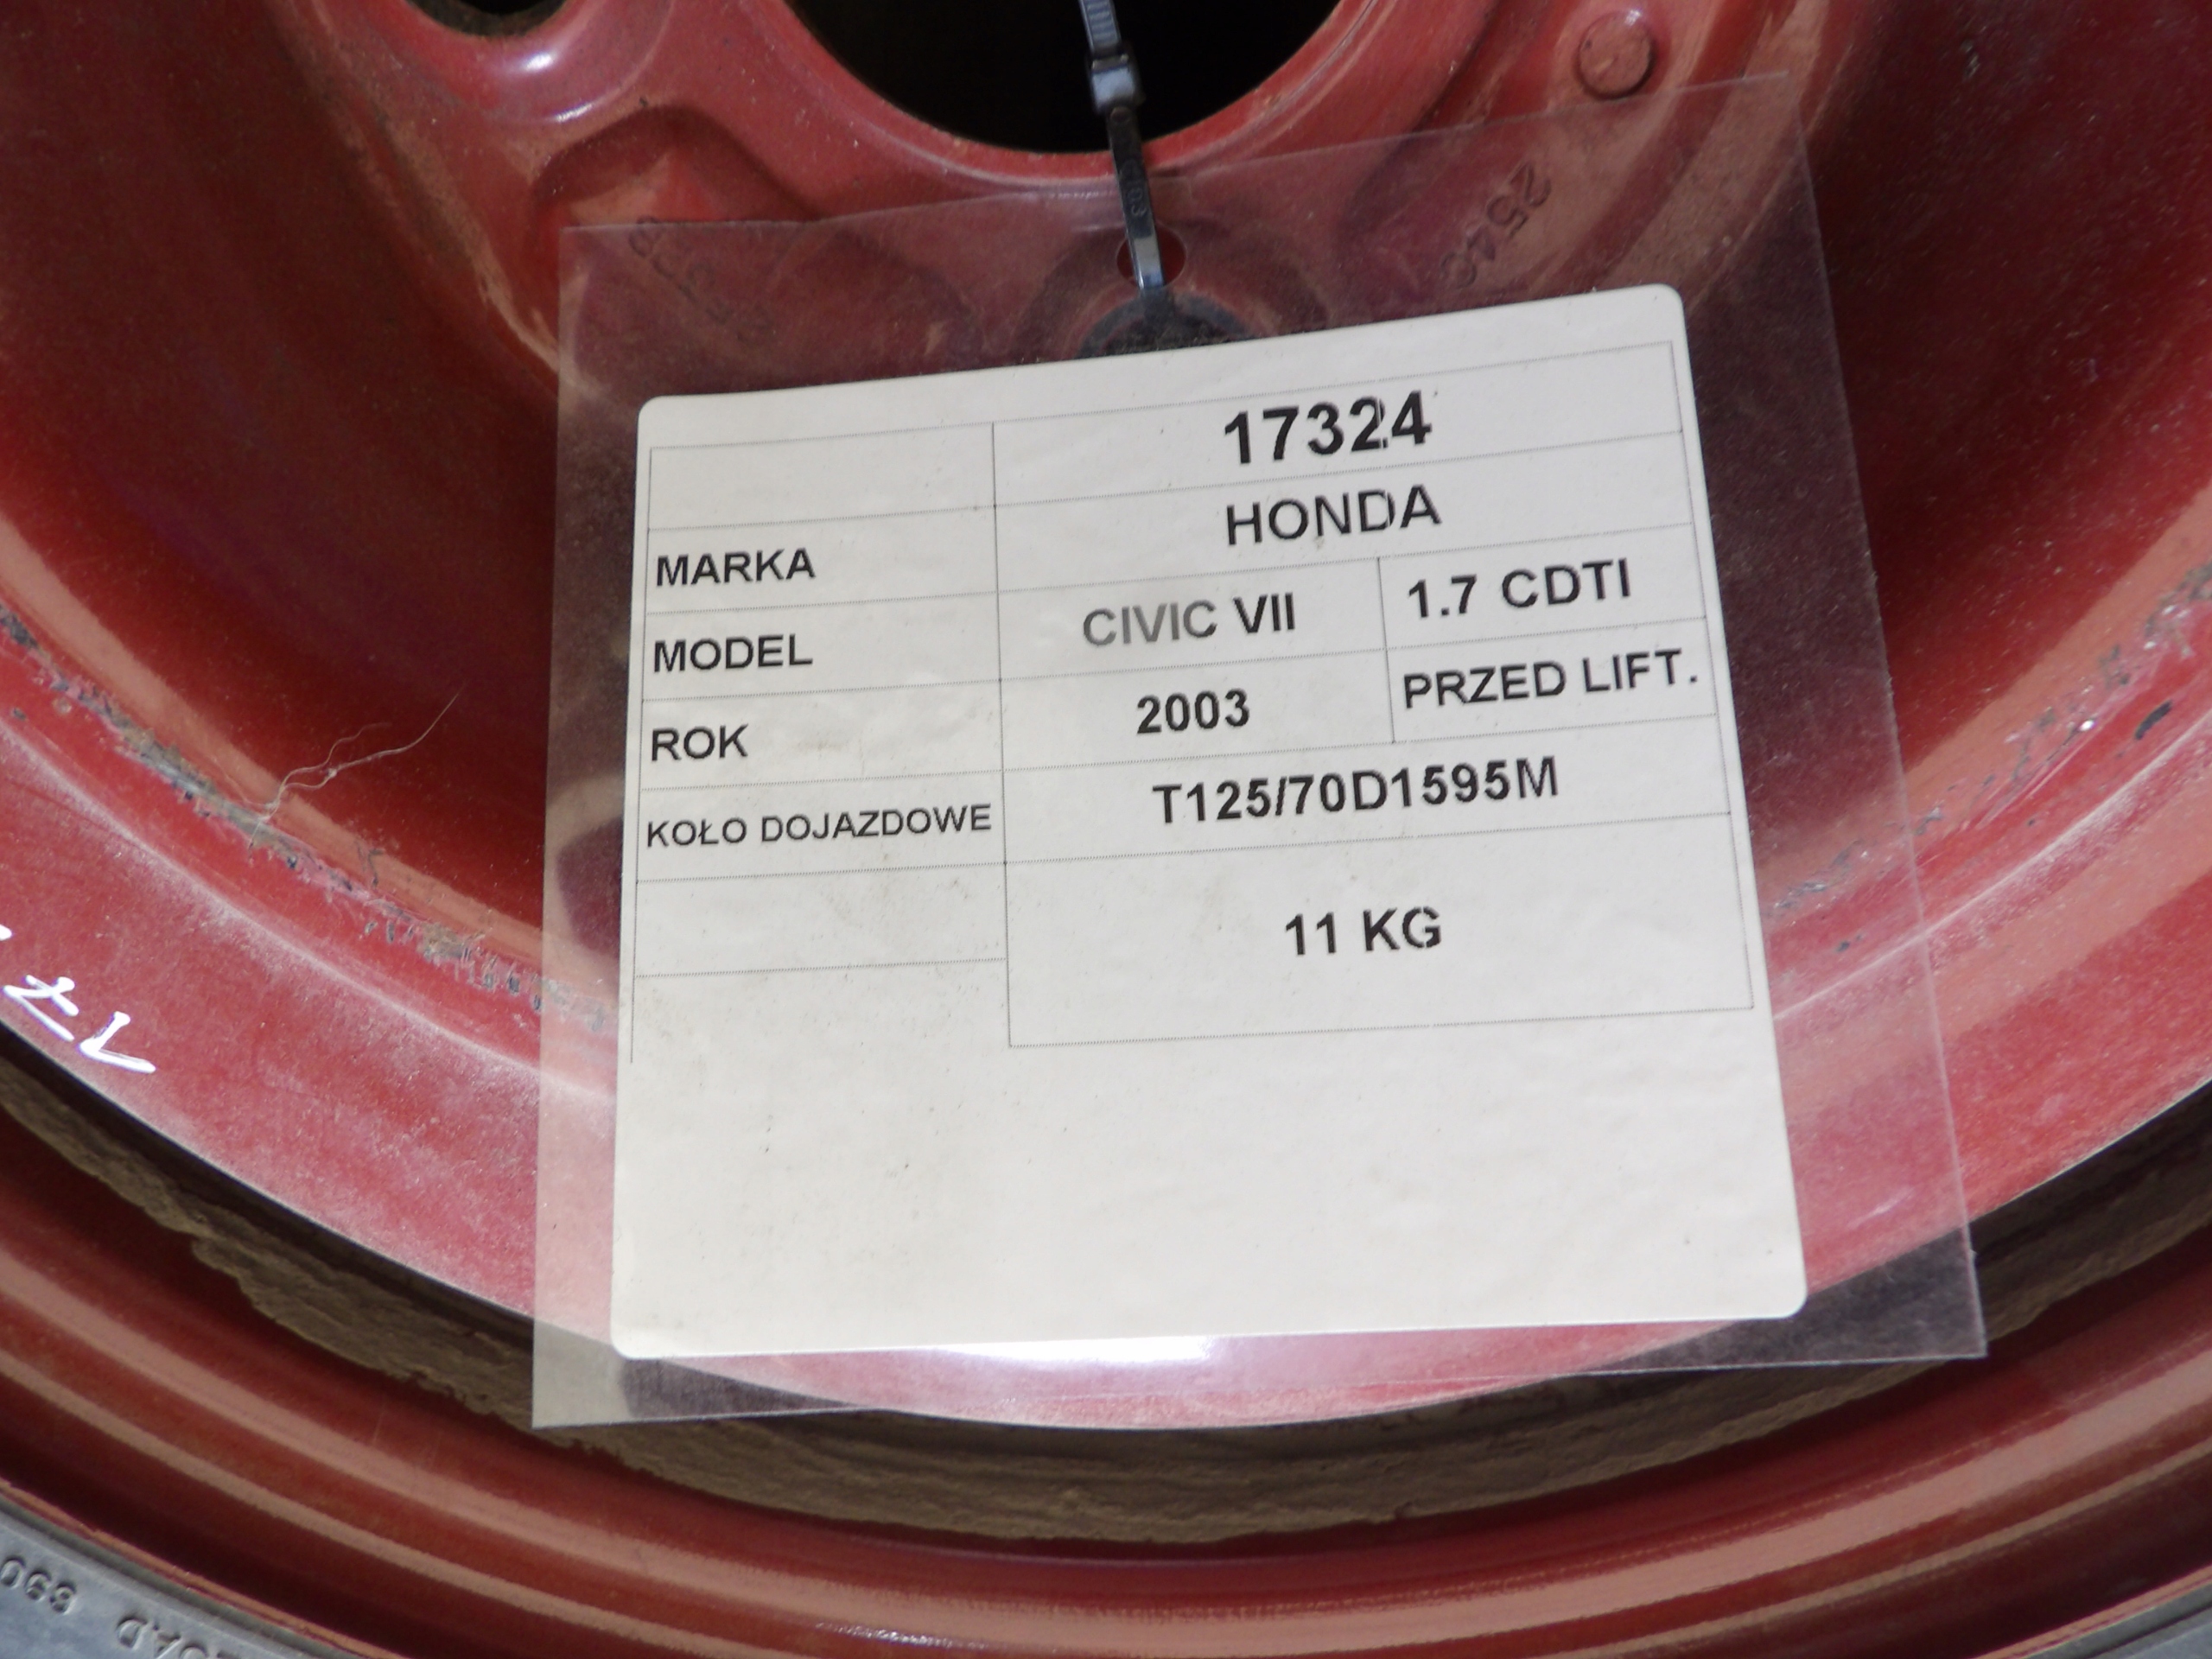 17324
MARKA HONDA
MODEL CIVIC VII 1.7 CDTI
ROK 2003 PRZED LIFT.
KOŁO DOJAZDOWE T125/70D1595M
11 KG